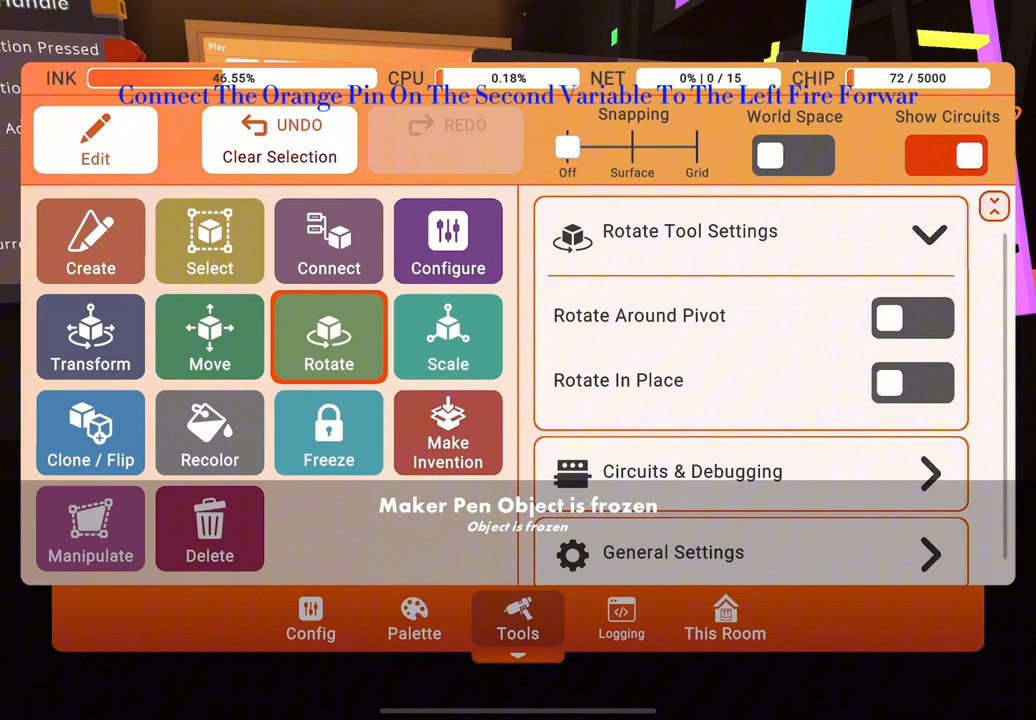 Handle
Play
ction Pressed
INK 46.55% CPU 0.18% NET 0% | 0 / 15 CHIP 72 / 5000
Connect The Orange Pin On The Second Variable To The Left Fire Forwar
Edit
UNDO
Clear Selection
REDO
Snapping
Off Surface Grid
World Space
Show Circuits
Create Select Connect Configure
Transform Move Rotate Scale
Clone / Flip Recolor Freeze Make Invention
Manipulate Delete
Rotate Tool Settings
Rotate Around Pivot
Rotate In Place
Circuits & Debugging
General Settings
Maker Pen Object is frozen
Object is frozen
Config Palette Tools Logging This Room